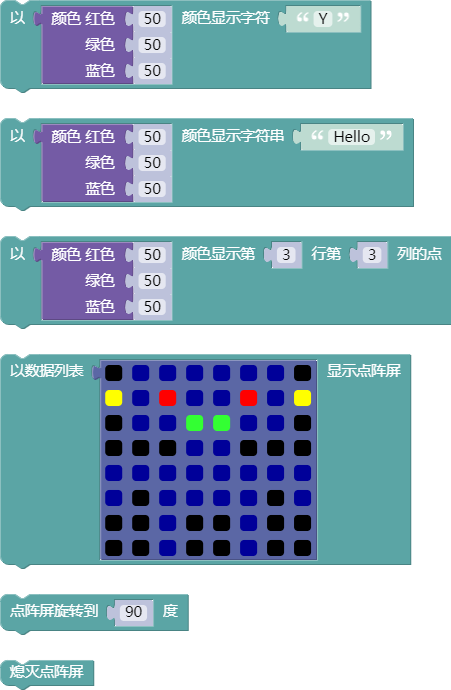 以 颜色 红色 50 颜色显示字符 “ Y ”
绿色 50
蓝色 50
以 颜色 红色 50 颜色显示字符串 “ Hello ”
绿色 50
蓝色 50
以 颜色 红色 50 颜色显示第 3 行第 3 列的点
绿色 50
蓝色 50
以数据列表 显示点阵屏
点阵屏旋转到 90 度
熄灭点阵屏